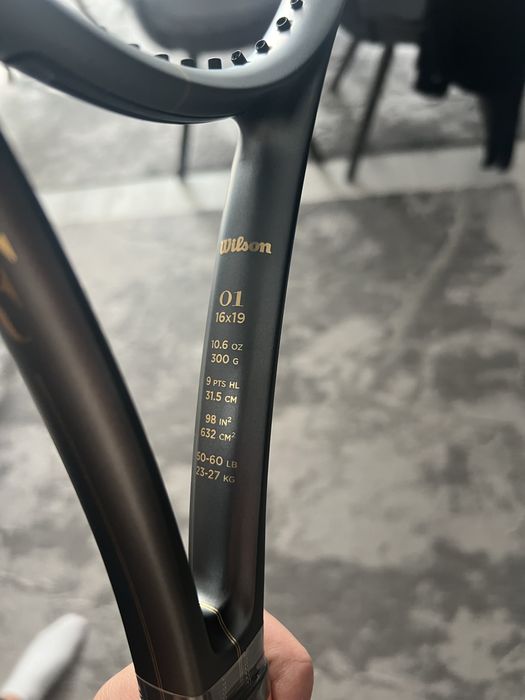 Wilson
01
16x19
10.6 OZ
300 G
9 PTS HL
31.5 CM
98 IN²
632 CM²
50-60 LB
23-27 KG